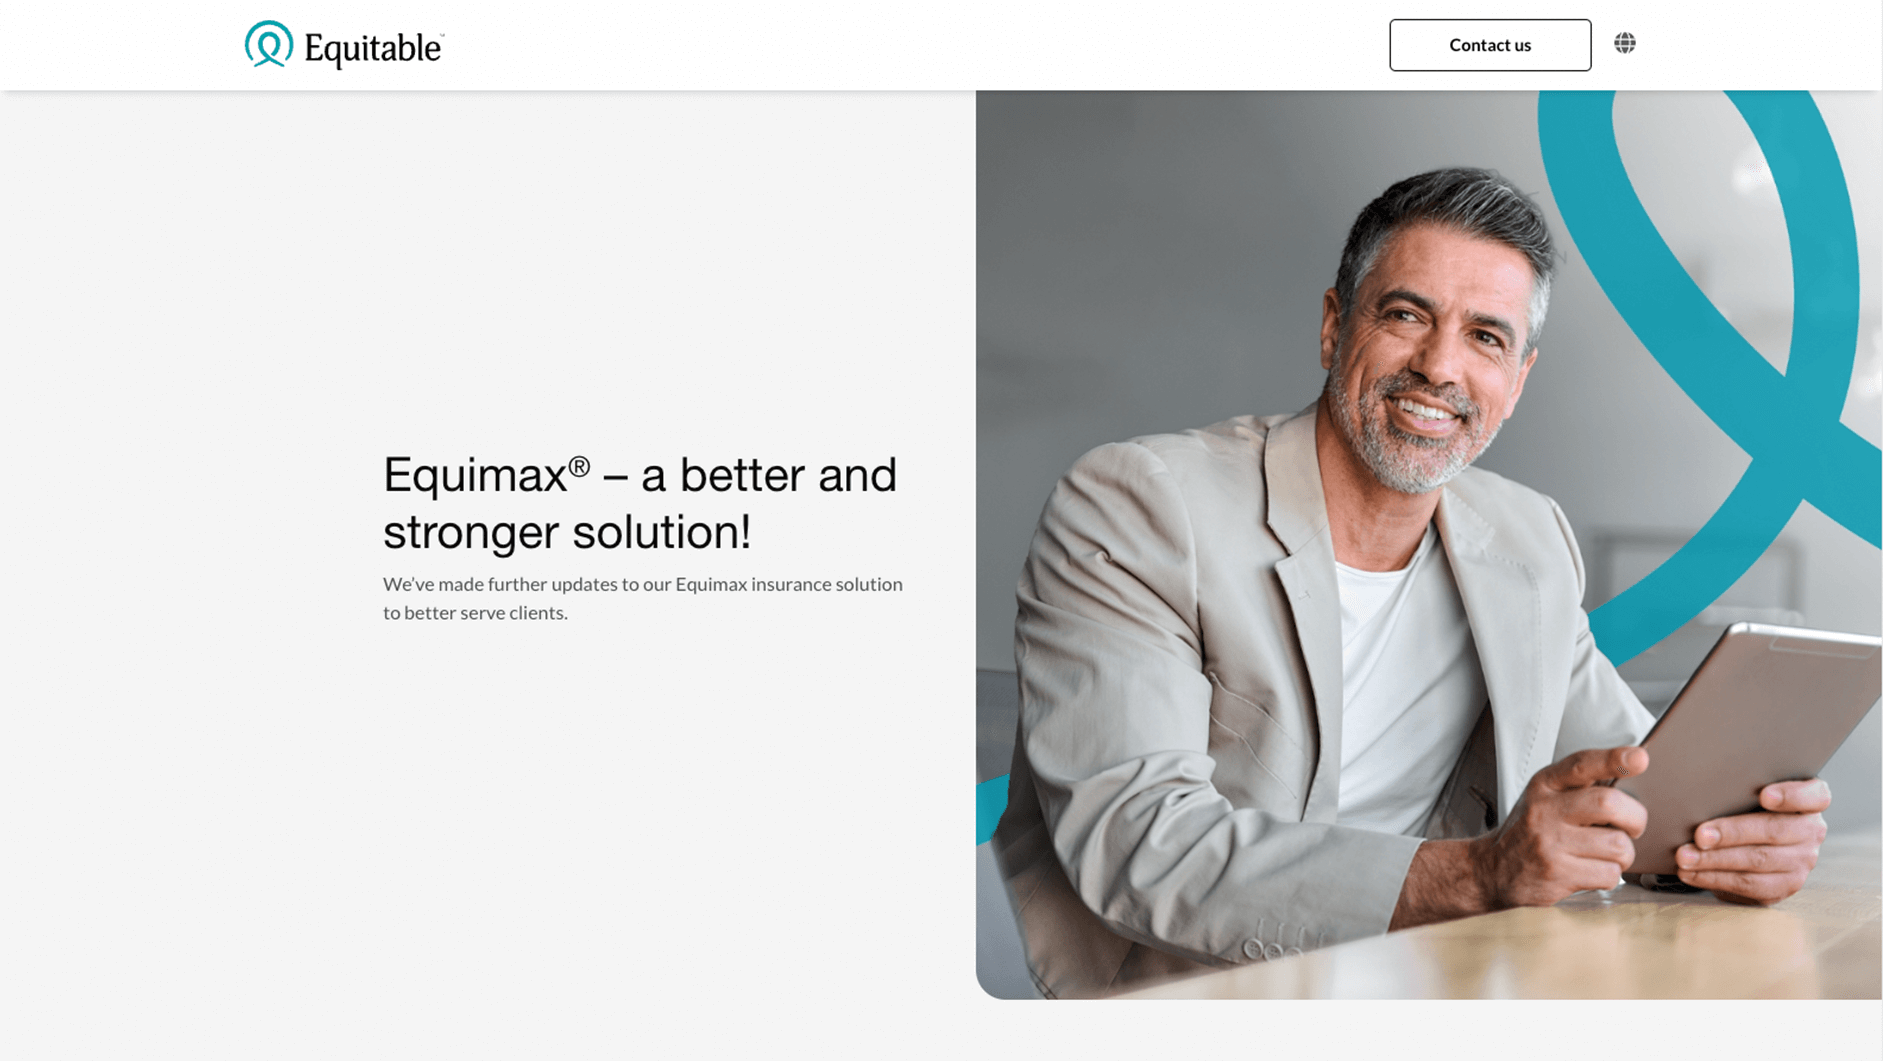 Equitable™
Contact us
Equimax® – a better and
stronger solution!
We’ve made further updates to our Equimax insurance solution
to better serve clients.